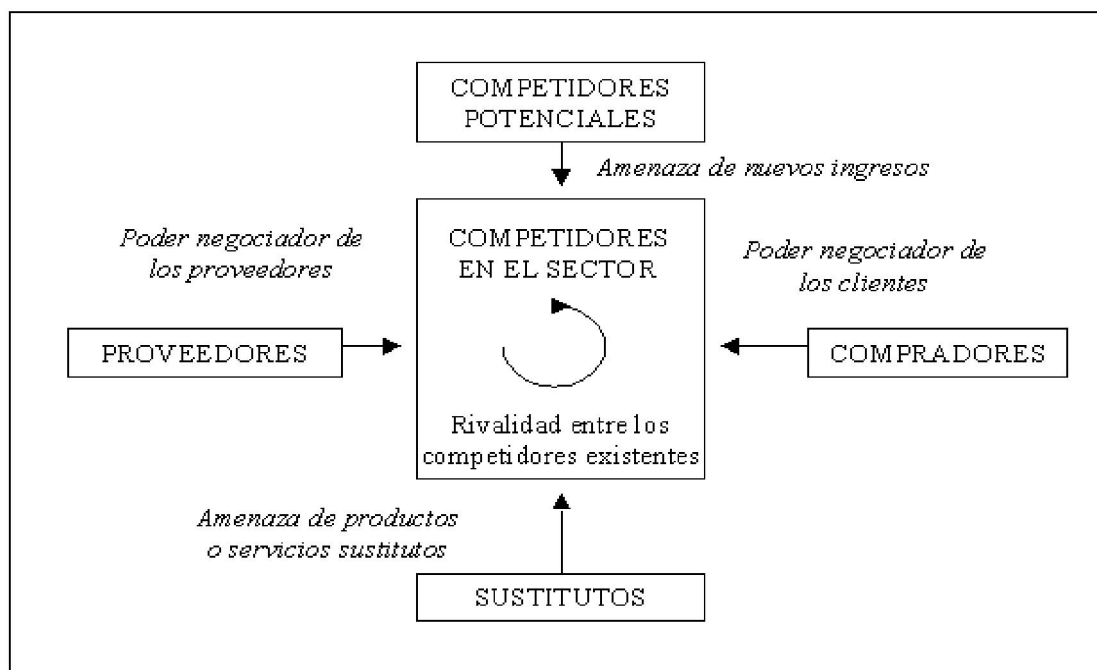 COMPETIDORES
POTENCIALES
Amenaza de nuevos ingresos
Poder negociador de
los proveedores
COMPETIDORES
EN EL SECTOR
Poder negociador de
los clientes
PROVEEDORES
COMPRADORES
Rivalidad entre los
competidores existentes
Amenaza de productos
o servicios sustitutos
SUSTITUTOS